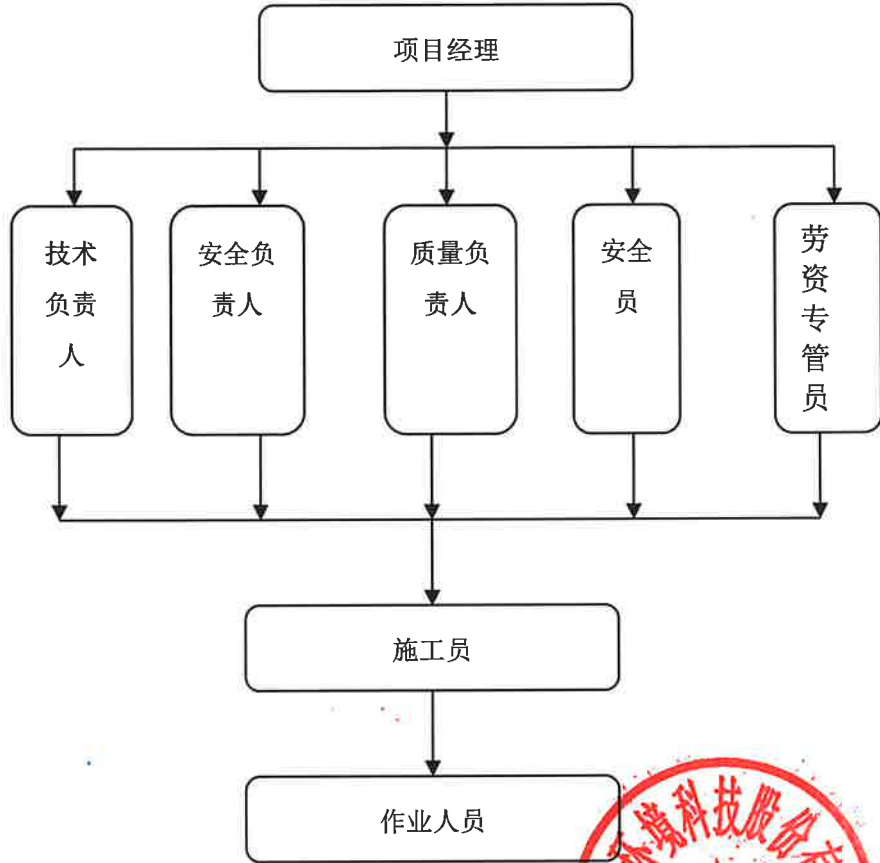 项目经理
技术
负责
人
安全负
责人
质量负
责人
安全
员
劳
资
专
管
员
施工员
作业人员
境科技股份有